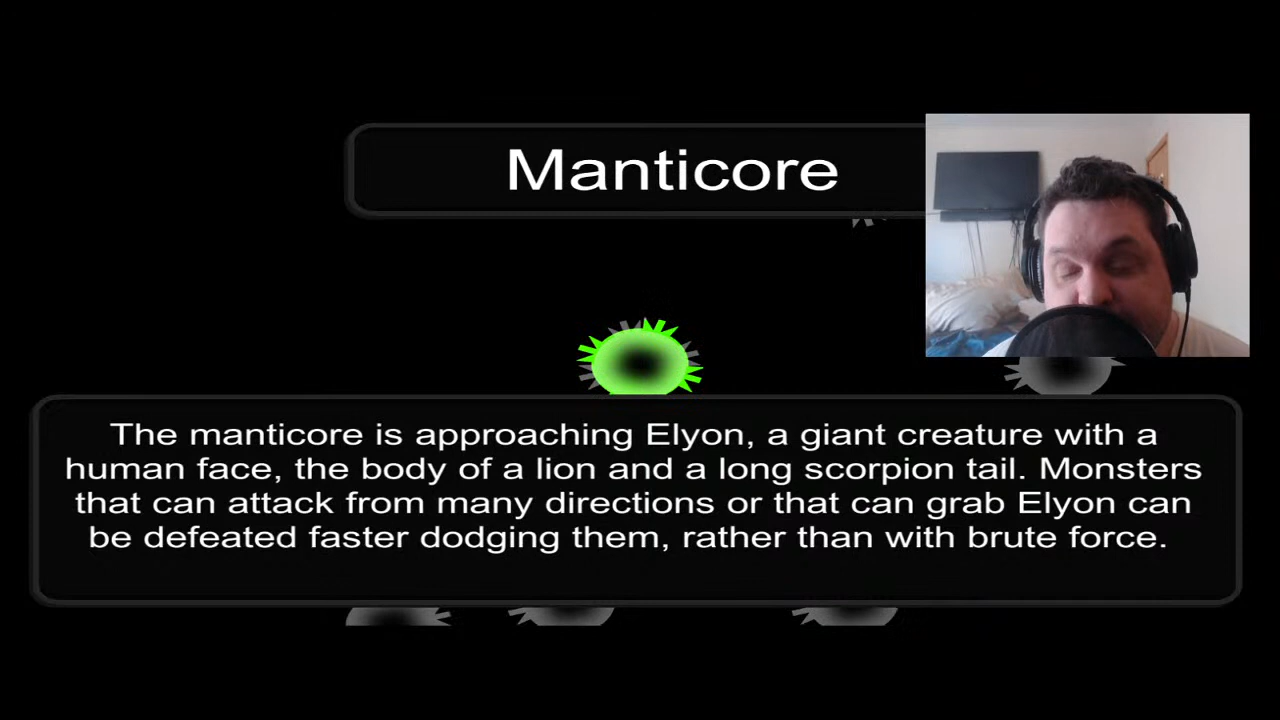 Manticore
The manticore is approaching Elyon, a giant creature with a
human face, the body of a lion and a long scorpion tail. Monsters
that can attack from many directions or that can grab Elyon can
be defeated faster dodging them, rather than with brute force.